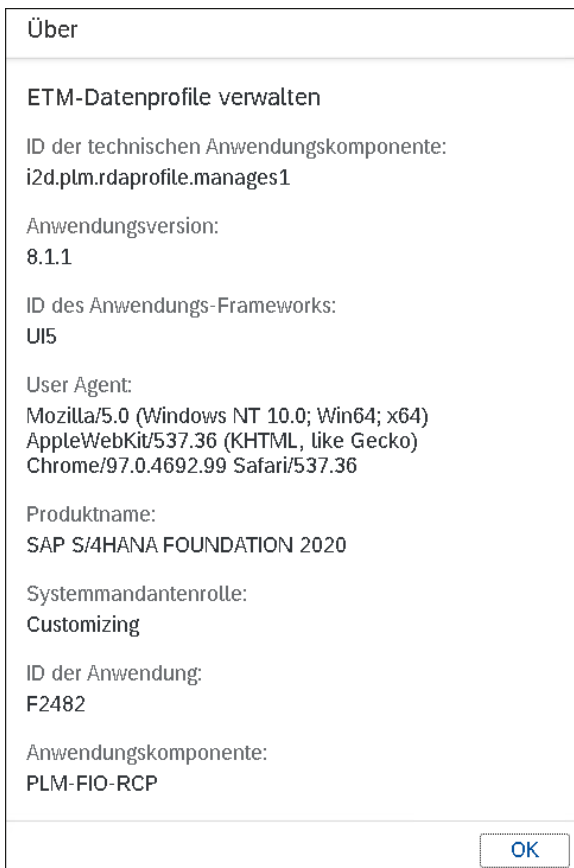 Über
ETM-Datenprofile verwalten
ID der technischen Anwendungskomponente:
i2d.plm.rdaprofile.manages1
Anwendungsversion:
8.1.1
ID des Anwendungs-Frameworks:
UI5
User Agent:
Mozilla/5.0 (Windows NT 10.0; Win64; x64)
AppleWebKit/537.36 (KHTML, like Gecko)
Chrome/97.0.4692.99 Safari/537.36
Produktname:
SAP S/4HANA FOUNDATION 2020
Systemmandantenrolle:
Customizing
ID der Anwendung:
F2482
Anwendungskomponente:
PLM-FIO-RCP
OK